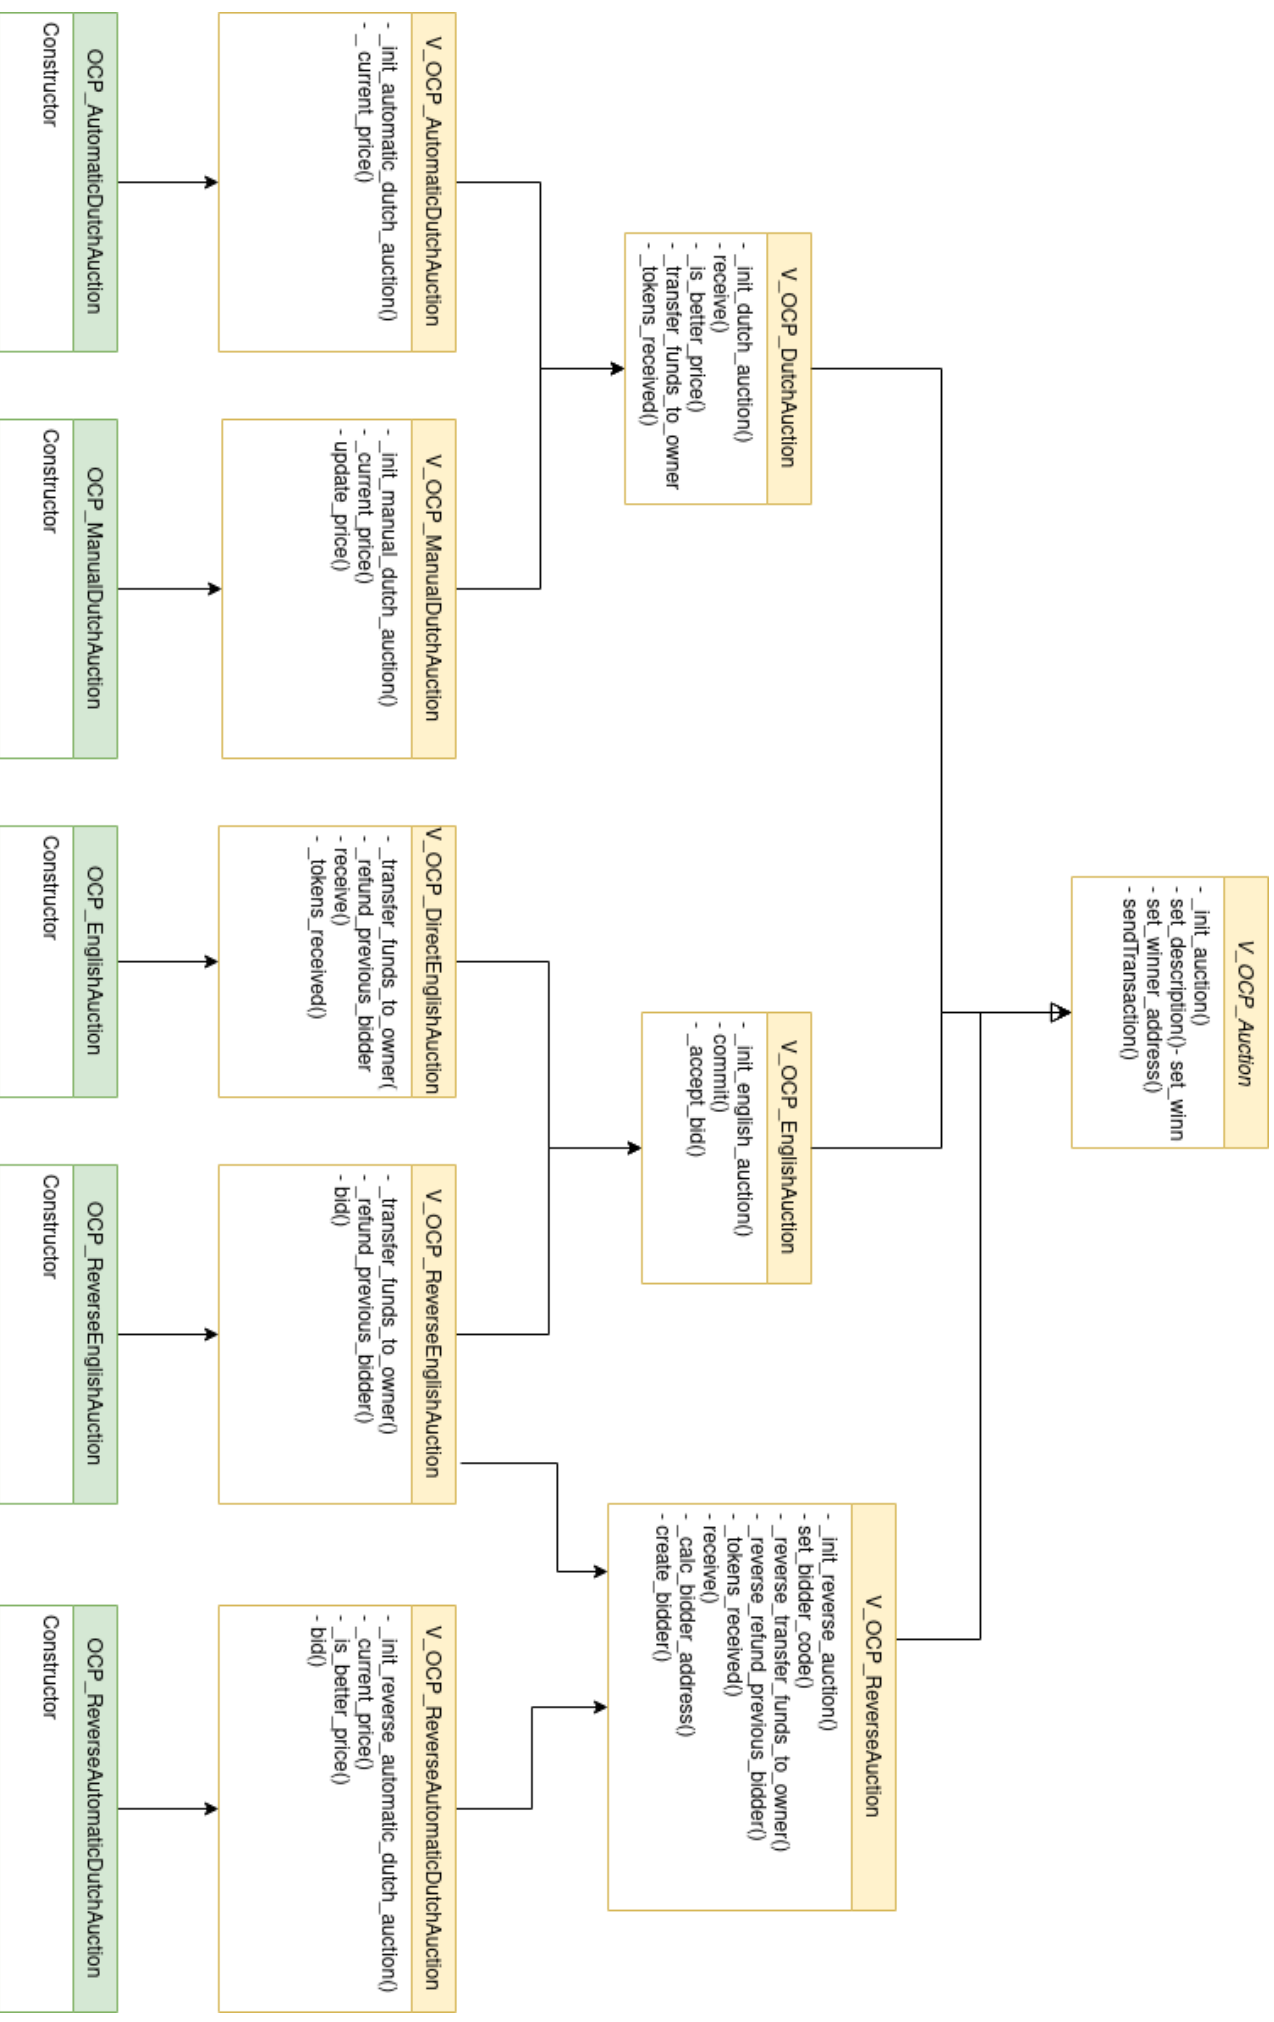 V_OCP_Auction
- _init_auction()
- set_description()- set_winn
- set_winner_address()
- sendTransaction()
V_OCP_DutchAuction
- _init_dutch_auction()
- receive()
- _is_better_price()
- _transfer_funds_to_owner
- _tokens_received()
V_OCP_EnglishAuction
- _init_english_auction()
- commit()
- _accept_bid()
V_OCP_ReverseAuction
- _init_reverse_auction()
- set_bidder_code()
- _reverse_transfer_funds_to_owner()
- _reverse_refund_previous_bidder()
- _tokens_received()
- receive()
- _calc_bidder_address()
- create_bidder()
V_OCP_AutomaticDutchAuction
- _init_automatic_dutch_auction()
- _ current_price()
V_OCP_ManualDutchAuction
- _init_manual_dutch_auction()
- _current_price()
- update_price()
V_OCP_DirectEnglishAuction
- _transfer_funds_to_owner(
- _refund_previous_bidder
- receive()
- _tokens_received()
V_OCP_ReverseEnglishAuction
- _transfer_funds_to_owner()
- _refund_previous_bidder()
- bid()
V_OCP_ReverseAutomaticDutchAuction
- _init_reverse_automatic_dutch_auction()
- _current_price()
- _is_better_price()
- bid()
OCP_AutomaticDutchAuction
Constructor
OCP_ManualDutchAuction
Constructor
OCP_EnglishAuction
Constructor
OCP_ReverseEnglishAuction
Constructor
OCP_ReverseAutomaticDutchAuction
Constructor